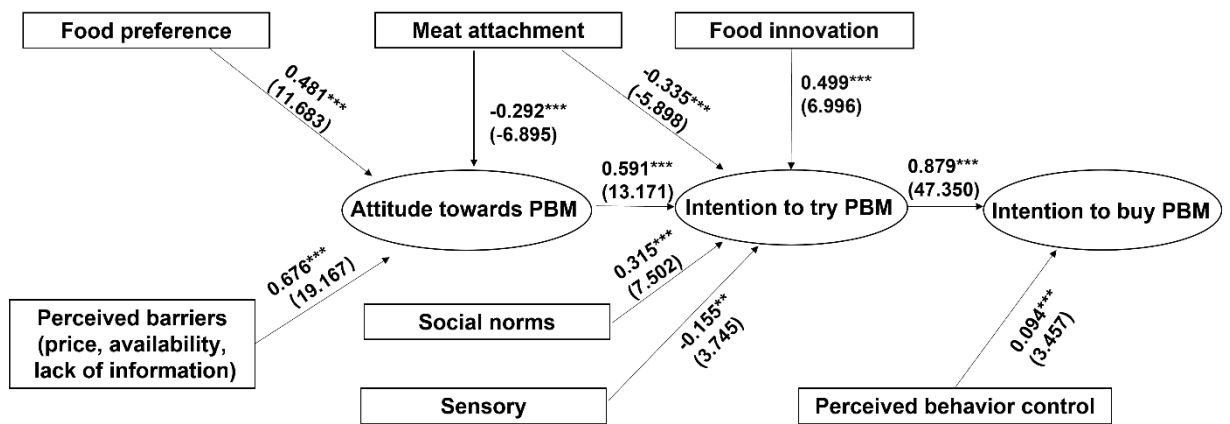 Food preference
Meat attachment
Food innovation
0.481***
(11.683)
-0.292***
(-6.895)
-0.335***
(-5.898)
0.499***
(6.996)
Attitude towards PBM
0.591***
(13.171)
Intention to try PBM
0.879***
(47.350)
Intention to buy PBM
0.676***
(19.167)
Perceived barriers
(price, availability,
lack of information)
0.315***
(7.502)
Social norms
-0.155**
(3.745)
Sensory
0.094***
(3.457)
Perceived behavior control